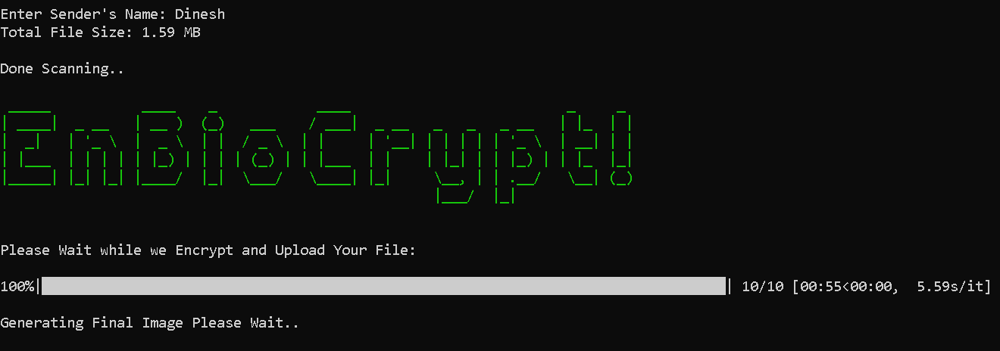 Enter Sender's Name: Dinesh
Total File Size: 1.59 MB
Done Scanning..
EnBioCrypt!
Please Wait while we Encrypt and Upload Your File:
100%| | 10/10 [00:55<00:00,  5.59s/it]
Generating Final Image Please Wait..